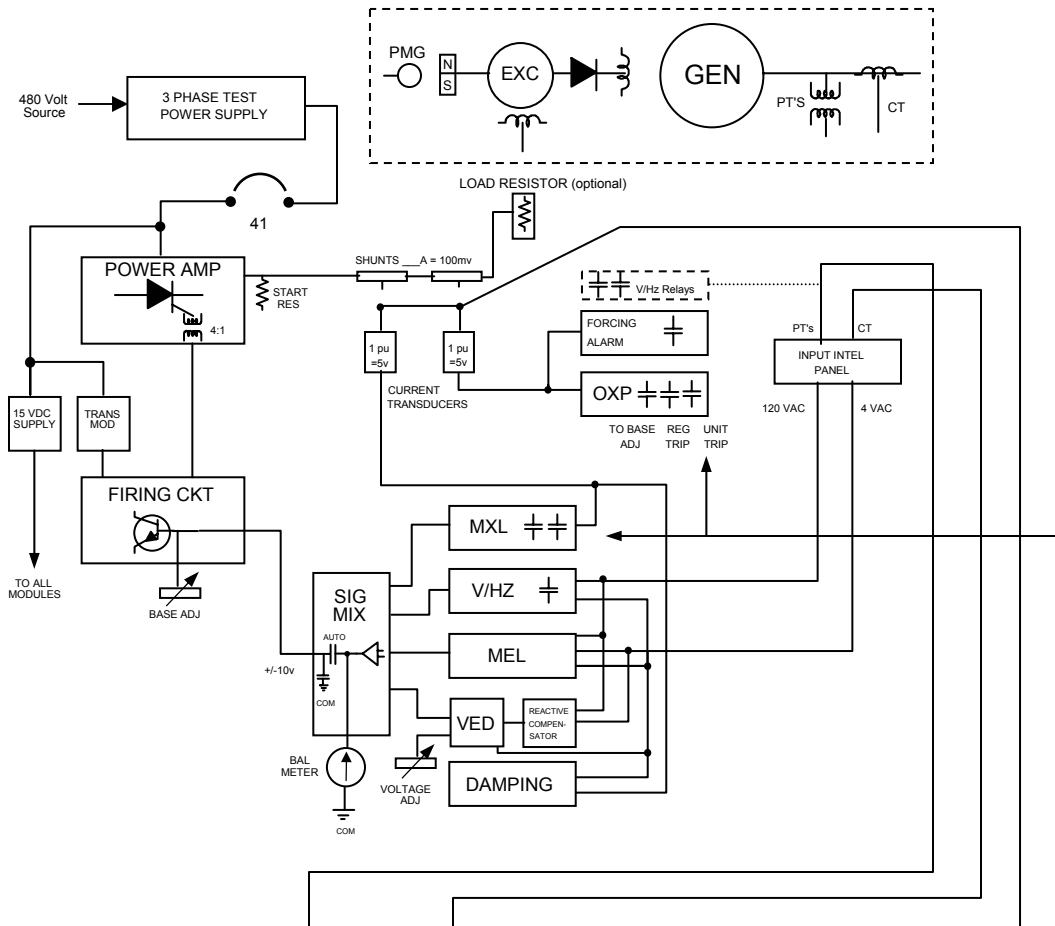 PMG
N
S
EXC
GEN
PT'S
CT
480 Volt
Source
3 PHASE TEST
POWER SUPPLY
41
LOAD RESISTOR (optional)
SHUNTS ___A = 100mv
POWER AMP
4:1
START
RES
V/Hz Relays
FORCING
ALARM
PT's
CT
INPUT INTEL
PANEL
1 pu
=5v
1 pu
=5v
CURRENT
TRANSDUCERS
OXP
120 VAC
4 VAC
TO BASE
ADJ
REG
TRIP
UNIT
TRIP
15 VDC
SUPPLY
TRANS
MOD
FIRING CKT
TO ALL
MODULES
BASE ADJ
MXL
SIG
MIX
V/HZ
AUTO
MEL
+/-10v
COM
VED
REACTIVE
COMPEN-
SATOR
BAL
METER
VOLTAGE
ADJ
DAMPING
COM